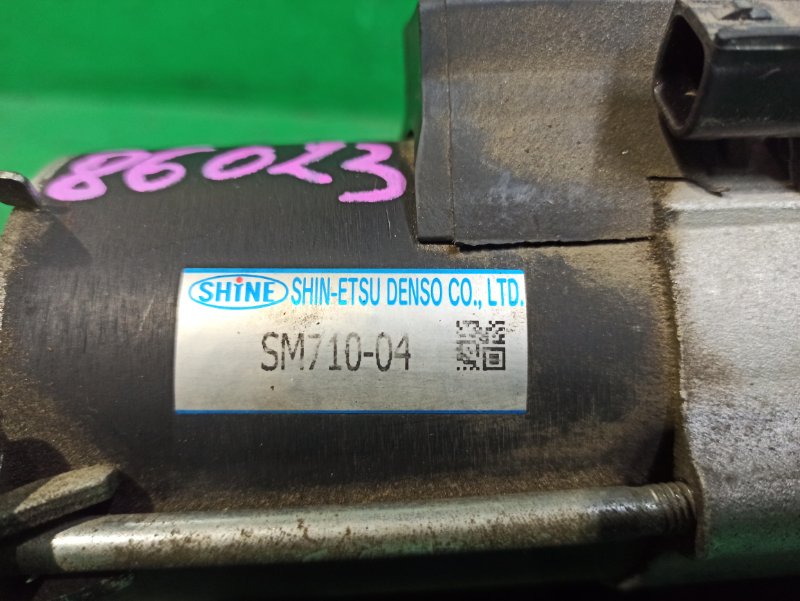 86023
SHiNE SHIN-ETSU DENSO CO., LTD.
SM710-04